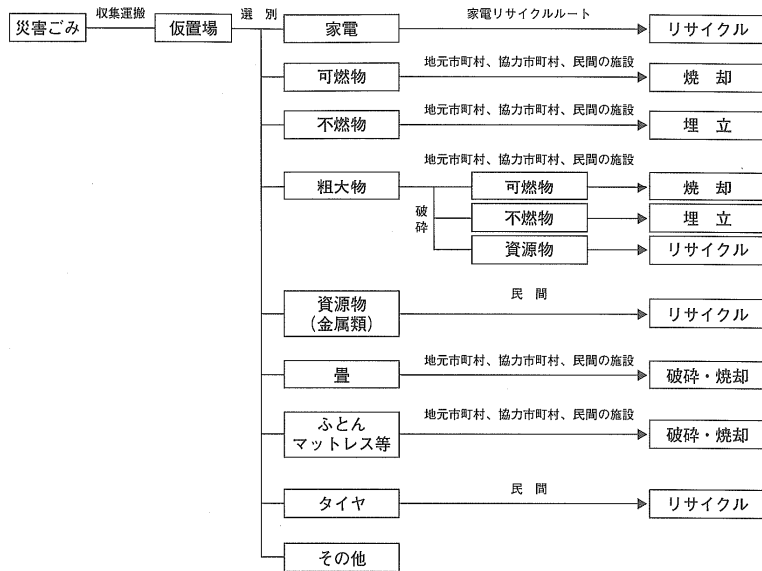 災害ごみ 収集運搬 仮置場 選別 家電 家電リサイクルルート リサイクル
可燃物 地元市町村、協力市町村、民間の施設 焼却
不燃物 地元市町村、協力市町村、民間の施設 埋立
地元市町村、協力市町村、民間の施設
粗大物 破砕 可燃物 焼却
不燃物 埋立
資源物 リサイクル
資源物
(金属類) 民間 リサイクル
畳 地元市町村、協力市町村、民間の施設 破砕・焼却
ふとん
マットレス等 地元市町村、協力市町村、民間の施設 破砕・焼却
タイヤ 民間 リサイクル
その他